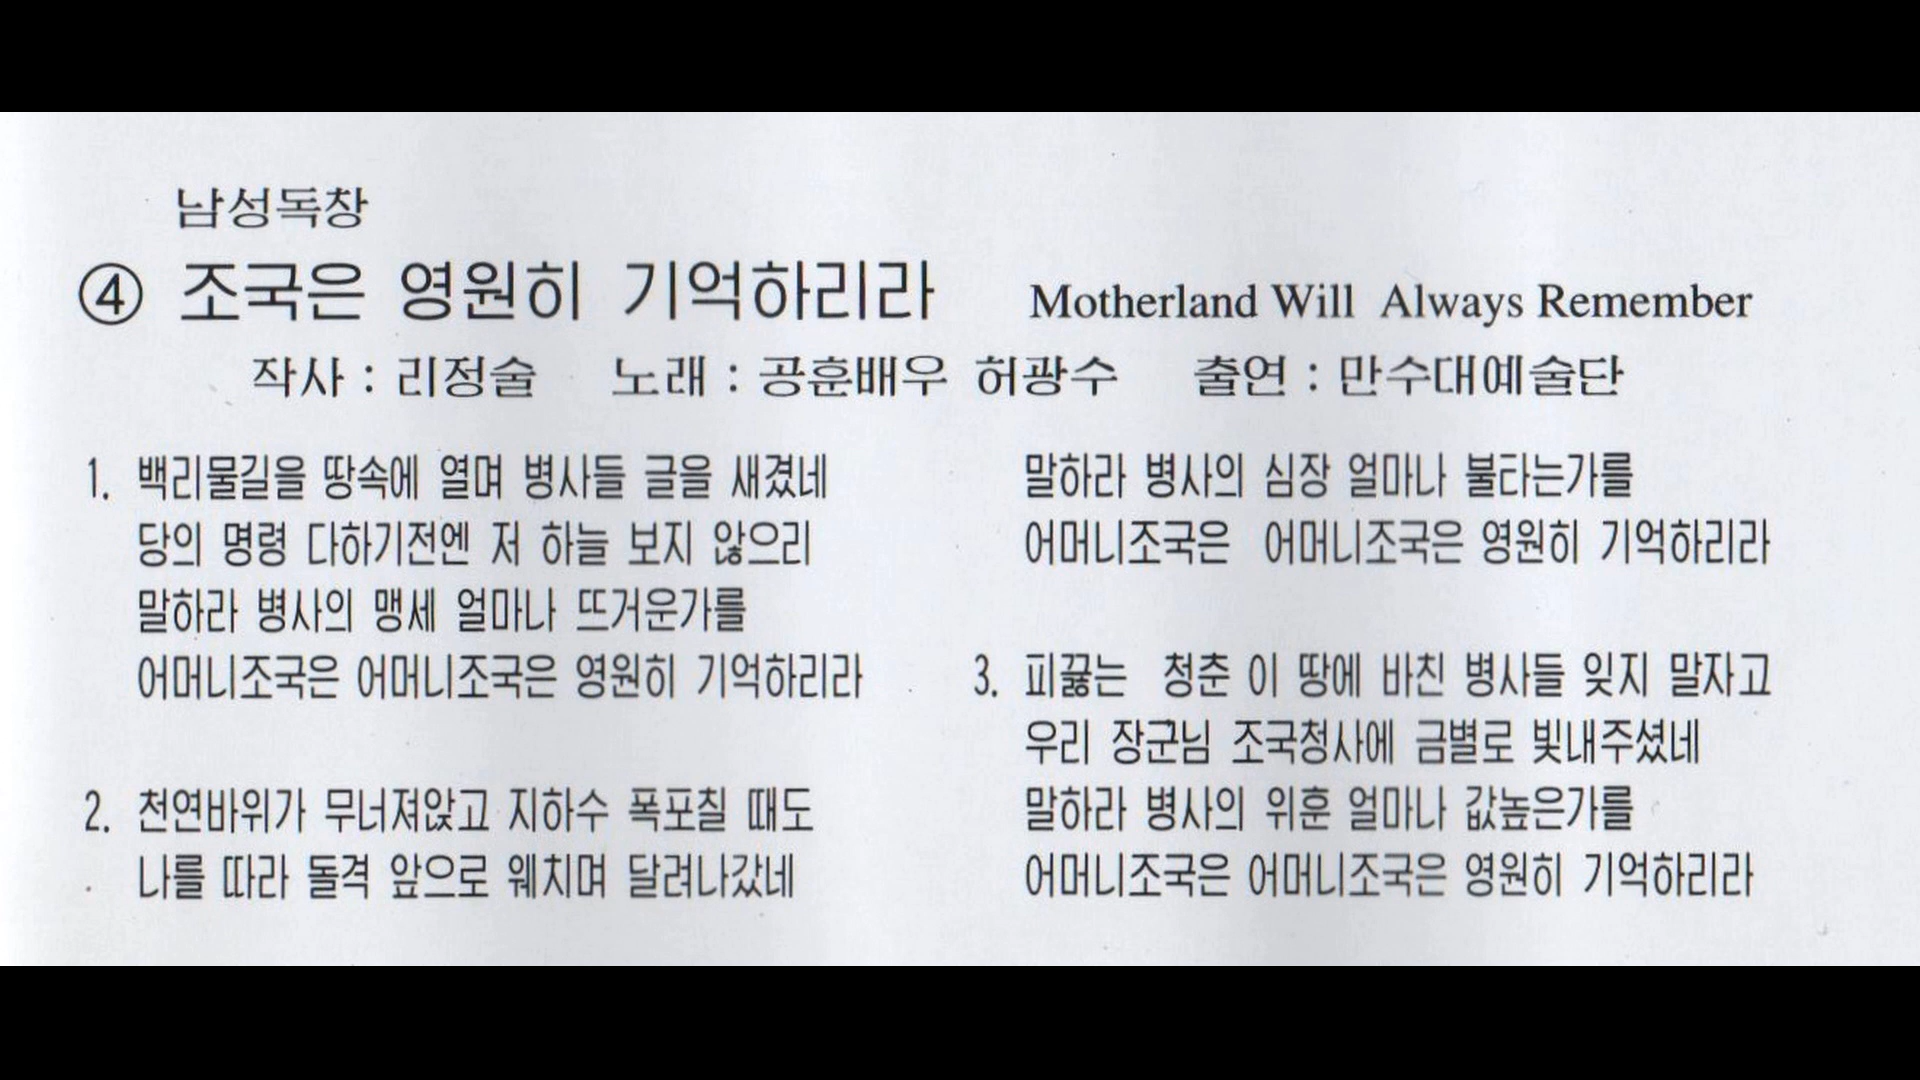 남성독창
④ 조국은 영원히 기억하리라 Motherland Will Always Remember
작사 : 리정술 노래 : 공훈배우 허광수 출연 : 만수대예술단
1. 백리물길을 땅속에 열며 병사들 글을 새겼네
당의 명령 다하기전엔 저 하늘 보지 않으리
말하라 병사의 맹세 얼마나 뜨거운가를
어머니조국은 어머니조국은 영원히 기억하리라
2. 천연바위가 무너져앉고 지하수 폭포칠 때도
나를 따라 돌격 앞으로 웨치며 달려나갔네
말하라 병사의 심장 얼마나 불타는가를
어머니조국은 어머니조국은 영원히 기억하리라
3. 피끓는 청춘 이 땅에 바친 병사들 잊지 말자고
우리 장군님 조국청사에 금별로 빛내주셨네
말하라 병사의 위훈 얼마나 값높은가를
어머니조국은 어머니조국은 영원히 기억하리라